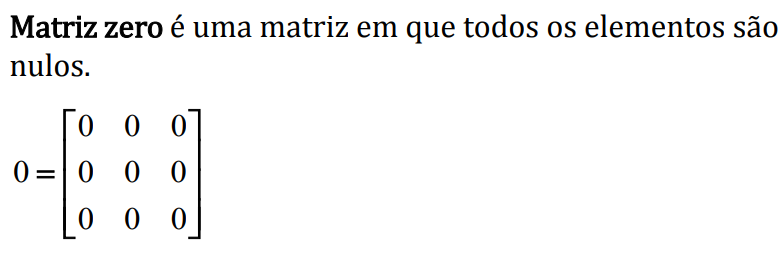 Matriz zero é uma matriz em que todos os elementos são
nulos.
0 0 0
0 = 0 0 0
0 0 0